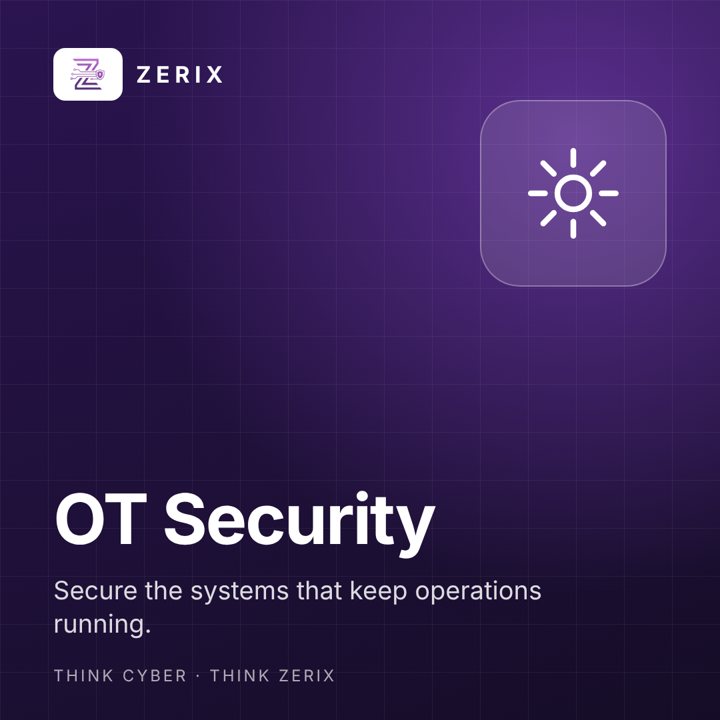 ZERIX
OT Security
Secure the systems that keep operations
running.
THINK CYBER · THINK ZERIX